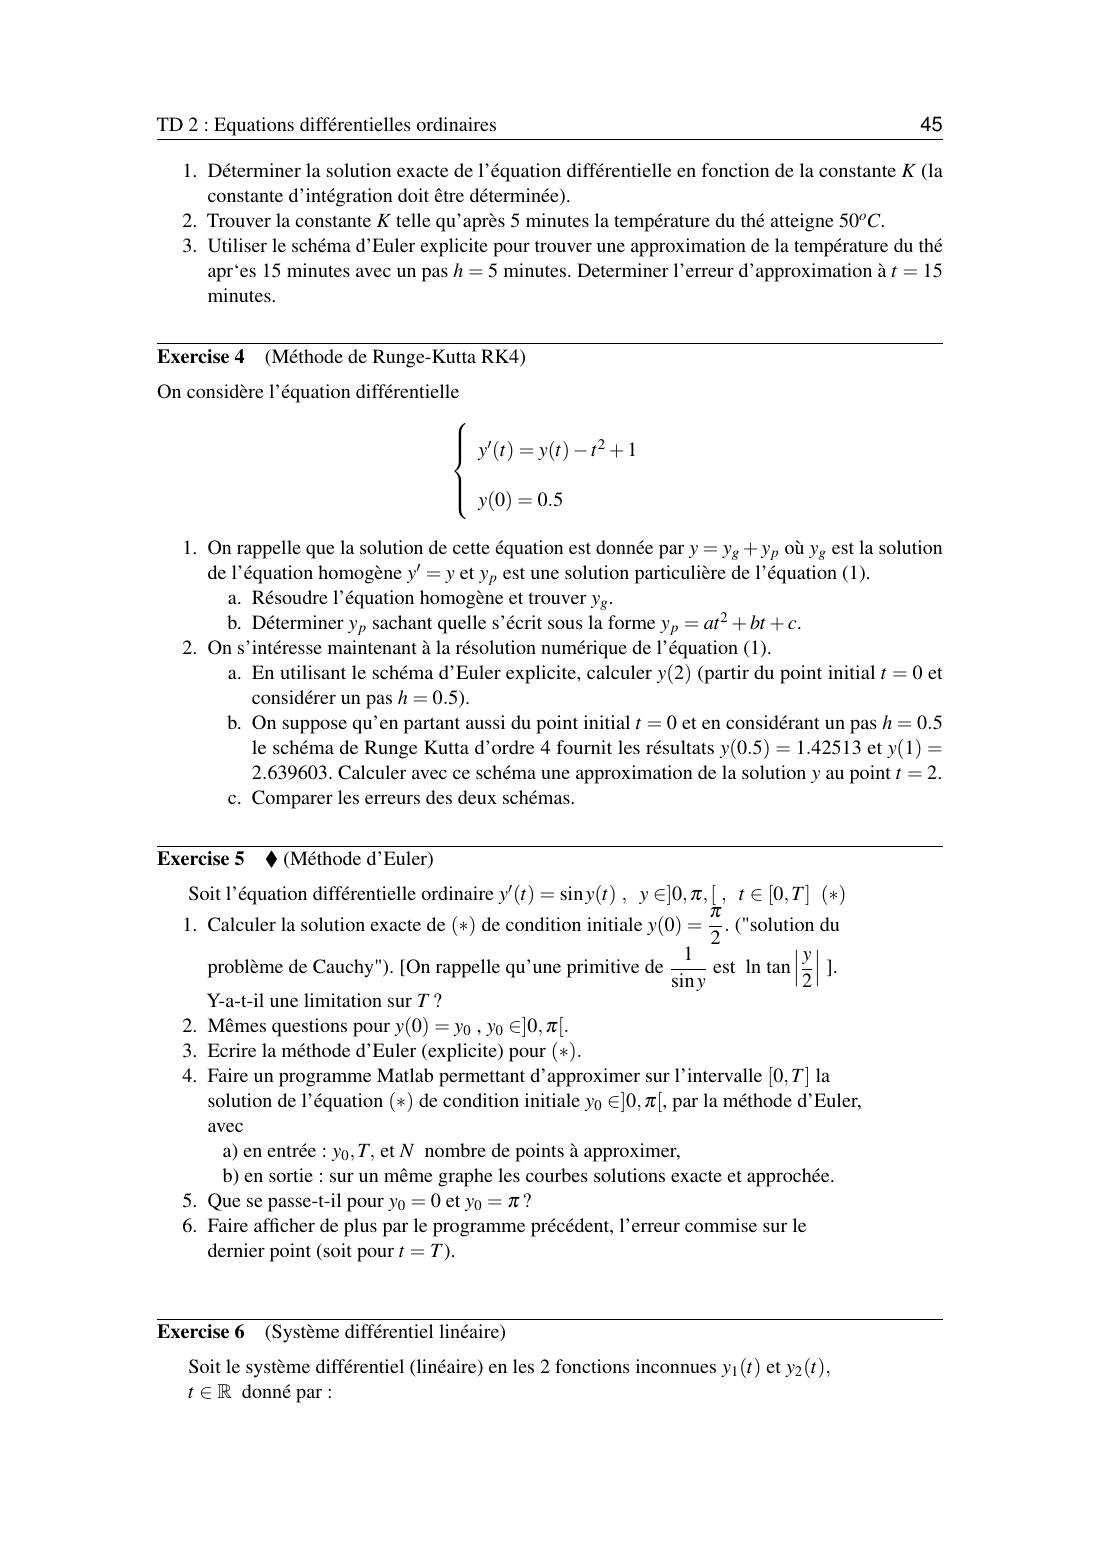 TD 2 : Equations différentielles ordinaires 45
1. Déterminer la solution exacte de l'équation différentielle en fonction de la constante K (la
constante d'intégration doit être déterminée).
2. Trouver la constante K telle qu'après 5 minutes la température du thé atteigne 50°C.
3. Utiliser le schéma d'Euler explicite pour trouver une approximation de la température du thé
apr'es 15 minutes avec un pas h = 5 minutes. Determiner l'erreur d'approximation à t = 15
minutes.
Exercise 4 (Méthode de Runge-Kutta RK4)
On considère l'équation différentielle
y′(t) = y(t) − t² + 1
y(0) = 0.5
1. On rappelle que la solution de cette équation est donnée par y = y_g + y_p où y_g est la solution
de l'équation homogène y′ = y et y_p est une solution particulière de l'équation (1).
a. Résoudre l'équation homogène et trouver y_g.
b. Déterminer y_p sachant quelle s'écrit sous la forme y_p = at² + bt + c.
2. On s'intéresse maintenant à la résolution numérique de l'équation (1).
a. En utilisant le schéma d'Euler explicite, calculer y(2) (partir du point initial t = 0 et
considérer un pas h = 0.5).
b. On suppose qu'en partant aussi du point initial t = 0 et en considérant un pas h = 0.5
le schéma de Runge Kutta d'ordre 4 fournit les résultats y(0.5) = 1.42513 et y(1) =
2.639603. Calculer avec ce schéma une approximation de la solution y au point t = 2.
c. Comparer les erreurs des deux schémas.
Exercise 5 ♦ (Méthode d'Euler)
Soit l'équation différentielle ordinaire y′(t) = sin y(t) , y ∈]0, π, [ , t ∈ [0, T] (∗)
1. Calculer la solution exacte de (∗) de condition initiale y(0) = π/2. ("solution du
problème de Cauchy"). [On rappelle qu'une primitive de 1/sin y est ln tan |y/2| ].
Y-a-t-il une limitation sur T ?
2. Mêmes questions pour y(0) = y₀ , y₀ ∈]0, π[.
3. Ecrire la méthode d'Euler (explicite) pour (∗).
4. Faire un programme Matlab permettant d'approximer sur l'intervalle [0, T] la
solution de l'équation (∗) de condition initiale y₀ ∈]0, π[, par la méthode d'Euler,
avec
a) en entrée : y₀, T, et N nombre de points à approximer,
b) en sortie : sur un même graphe les courbes solutions exacte et approchée.
5. Que se passe-t-il pour y₀ = 0 et y₀ = π ?
6. Faire afficher de plus par le programme précédent, l'erreur commise sur le
dernier point (soit pour t = T).
Exercise 6 (Système différentiel linéaire)
Soit le système différentiel (linéaire) en les 2 fonctions inconnues y₁(t) et y₂(t),
t ∈ ℝ donné par :